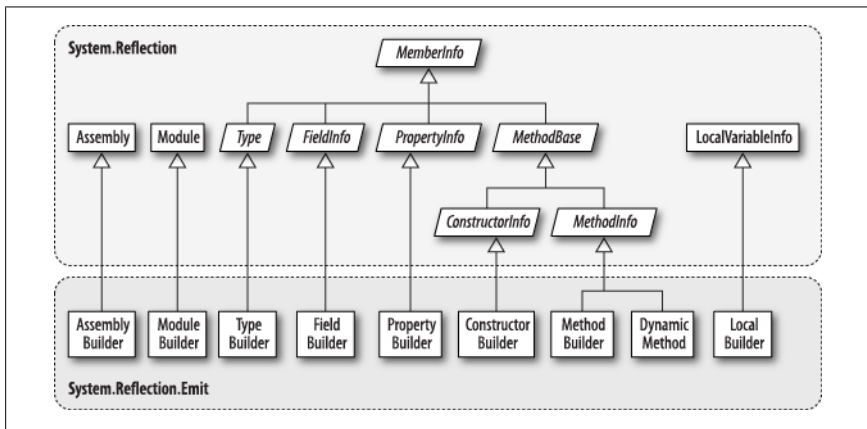 System.Reflection
MemberInfo
Assembly
Module
Type
FieldInfo
PropertyInfo
MethodBase
LocalVariableInfo
ConstructorInfo
MethodInfo
Assembly
Builder
Module
Builder
Type
Builder
Field
Builder
Property
Builder
Constructor
Builder
Method
Builder
Dynamic
Method
Local
Builder
System.Reflection.Emit